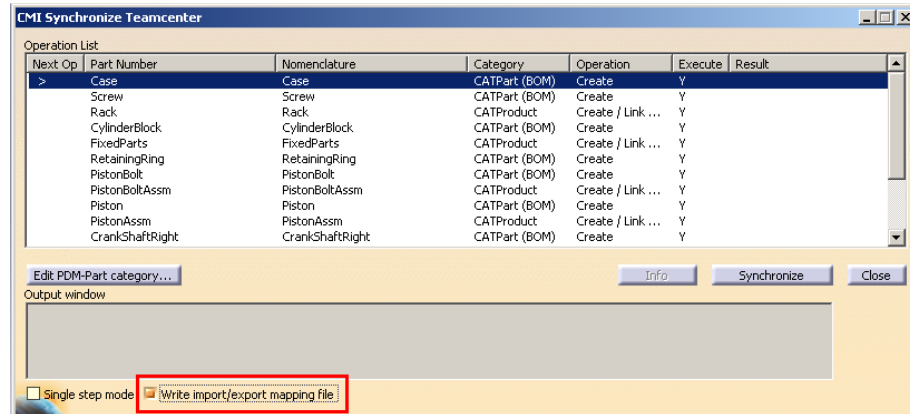 CMI Synchronize Teamcenter
Operation List
Next Op Part Number Nomenclature Category Operation Execute Result
> Case Case CATPart (BOM) Create Y
Screw Screw CATPart (BOM) Create Y
Rack Rack CATProduct Create / Link ... Y
CylinderBlock CylinderBlock CATPart (BOM) Create Y
FixedParts FixedParts CATProduct Create / Link ... Y
RetainingRing RetainingRing CATPart (BOM) Create Y
PistonBolt PistonBolt CATPart (BOM) Create Y
PistonBoltAssm PistonBoltAssm CATProduct Create / Link ... Y
Piston Piston CATPart (BOM) Create Y
PistonAssm PistonAssm CATProduct Create / Link ... Y
CrankShaftRight CrankShaftRight CATPart (BOM) Create Y
Edit PDM-Part category... Info Synchronize Close
Output window
Single step mode Write import/export mapping file